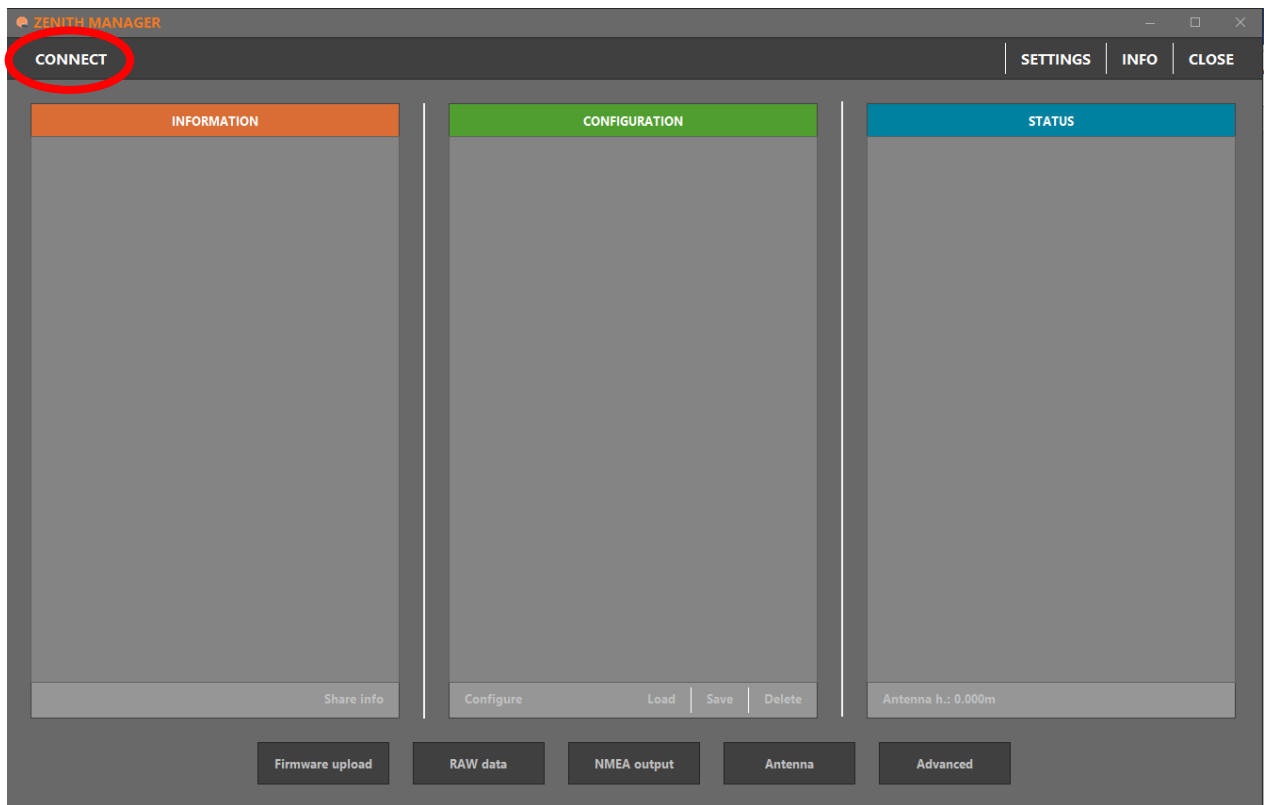 ZENITH MANAGER
CONNECT SETTINGS INFO CLOSE
INFORMATION CONFIGURATION STATUS
Share info Configure Load Save Delete Antenna h.: 0.000m
Firmware upload RAW data NMEA output Antenna Advanced